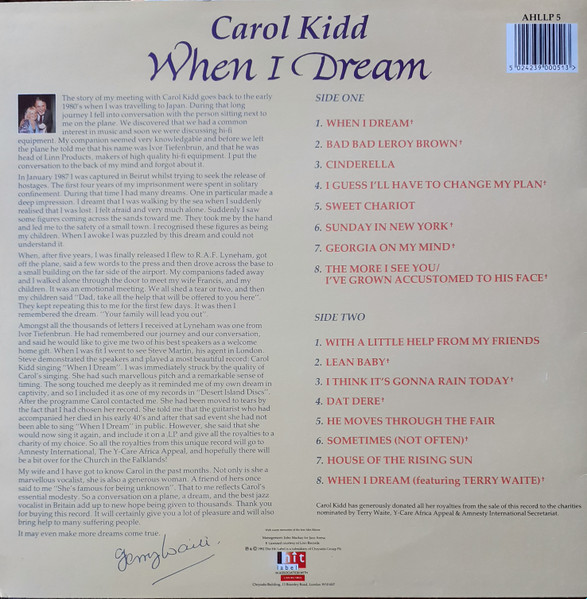 Carol Kidd
When I Dream
AHLLP 5
5 024239 000513
The story of my meeting with Carol Kidd goes back to the early
1980's when I was travelling to Japan. During that long
journey I fell into conversation with the person sitting next
to me on the plane. We discovered that we had a common
interest in music and soon we were discussing hi-fi
equipment. My companion seemed very knowledgable and before we left
the plane he told me that his name was Ivor Tiefenbrun, and that he was
head of Linn Products, makers of high quality hi-fi equipment. I put the
conversation to the back of my mind and forgot about it.
In January 1987 I was captured in Beirut whilst trying to seek the release of
hostages. The first four years of my imprisonment were spent in solitary
confinement. During that time I had many dreams. One in particular made a
deep impression. I dreamt that I was walking by the sea when I suddenly
realised that I was lost. I felt afraid and very much alone. Suddenly I saw
some figures coming across the sands toward me. They took me by the hand
and led me to the safety of a small town. I recognised these figures as being
my children. When I awoke I was puzzled by this dream and could not
understand it.
When, after five years, I was finally released I flew to R.A.F. Lyneham, got
off the plane, said a few words to the press and then drove across the base to
a small building on the far side of the airport. My companions faded away
and I walked alone through the door to meet my wife Francis, and my
children. It was an emotional meeting. We all shed a tear or two, and then
my children said "Dad, take all the help that will be offered to you here".
They kept repeating this to me for the first few days. It was then I
remembered the dream. "Your family will lead you out".
Amongst all the thousands of letters I received at Lyneham was one from
Ivor Tiefenbrun. He had remembered our journey and our conversation,
and said he would like to give me two of his best speakers as a welcome
home gift. When I was fit I went to see Steve Martin, his agent in London.
Steve demonstrated the speakers and played a most beautiful record: Carol
Kidd singing "When I Dream". I was immediately struck by the quality of
Carol's singing. She had such marvellous pitch and a remarkable sense of
timing. The song touched me deeply as it reminded me of my own dream in
captivity, and so I included it as one of my records in "Desert Island Discs".
After the programme Carol contacted me. She had been moved to tears by
the fact that I had chosen her record. She told me that the guitarist who had
accompanied her died in his early 40's and after that sad event she had not
been able to sing "When I Dream" in public. However, she said that she
would now sing it again, and include it on a LP and give all the royalties to a
charity of my choice. So all the royalties from this unique record will go to
Amnesty International, The Y-Care Africa Appeal, and hopefully there will
be a bit over for the Church in the Falklands!
My wife and I have got to know Carol in the past months. Not only is she a
marvellous vocalist, she is also a generous woman. A friend of hers once
said to me "She's famous for being unknown". That to me reflects Carol's
essential modesty. So a conversation on a plane, a dream, and the best jazz
vocalist in Britain add up to new hope being given to thousands. Thank you
for buying this record. It will certainly give you a lot of pleasure and will also
bring help to many suffering people.
It may even make more dreams come true.
Terry Waite.
SIDE ONE
1. WHEN I DREAM†
2. BAD BAD LEROY BROWN†
3. CINDERELLA
4. I GUESS I'LL HAVE TO CHANGE MY PLAN†
5. SWEET CHARIOT
6. SUNDAY IN NEW YORK†
7. GEORGIA ON MY MIND†
8. THE MORE I SEE YOU/
I'VE GROWN ACCUSTOMED TO HIS FACE†
SIDE TWO
1. WITH A LITTLE HELP FROM MY FRIENDS
2. LEAN BABY†
3. I THINK IT'S GONNA RAIN TODAY†
4. DAT DERE†
5. HE MOVES THROUGH THE FAIR
6. SOMETIMES (NOT OFTEN)†
7. HOUSE OF THE RISING SUN
8. WHEN I DREAM (featuring TERRY WAITE)†
Carol Kidd has generously donated all her royalties from the sale of this record to the charities
nominated by Terry Waite, Y-Care Africa Appeal & Amnesty International Secretariat.
the hit
label